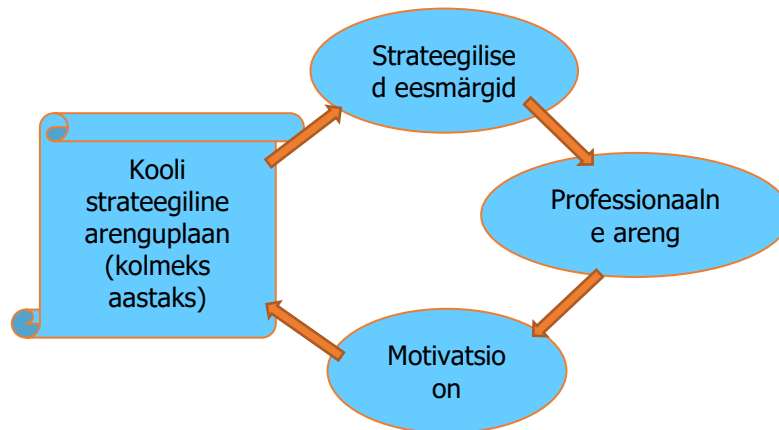 Strateegilise
d eesmärgid
Kooli
strateegiline
arenguplaan
(kolmeks
aastaks)
Professionaaln
e areng
Motivatsio
on